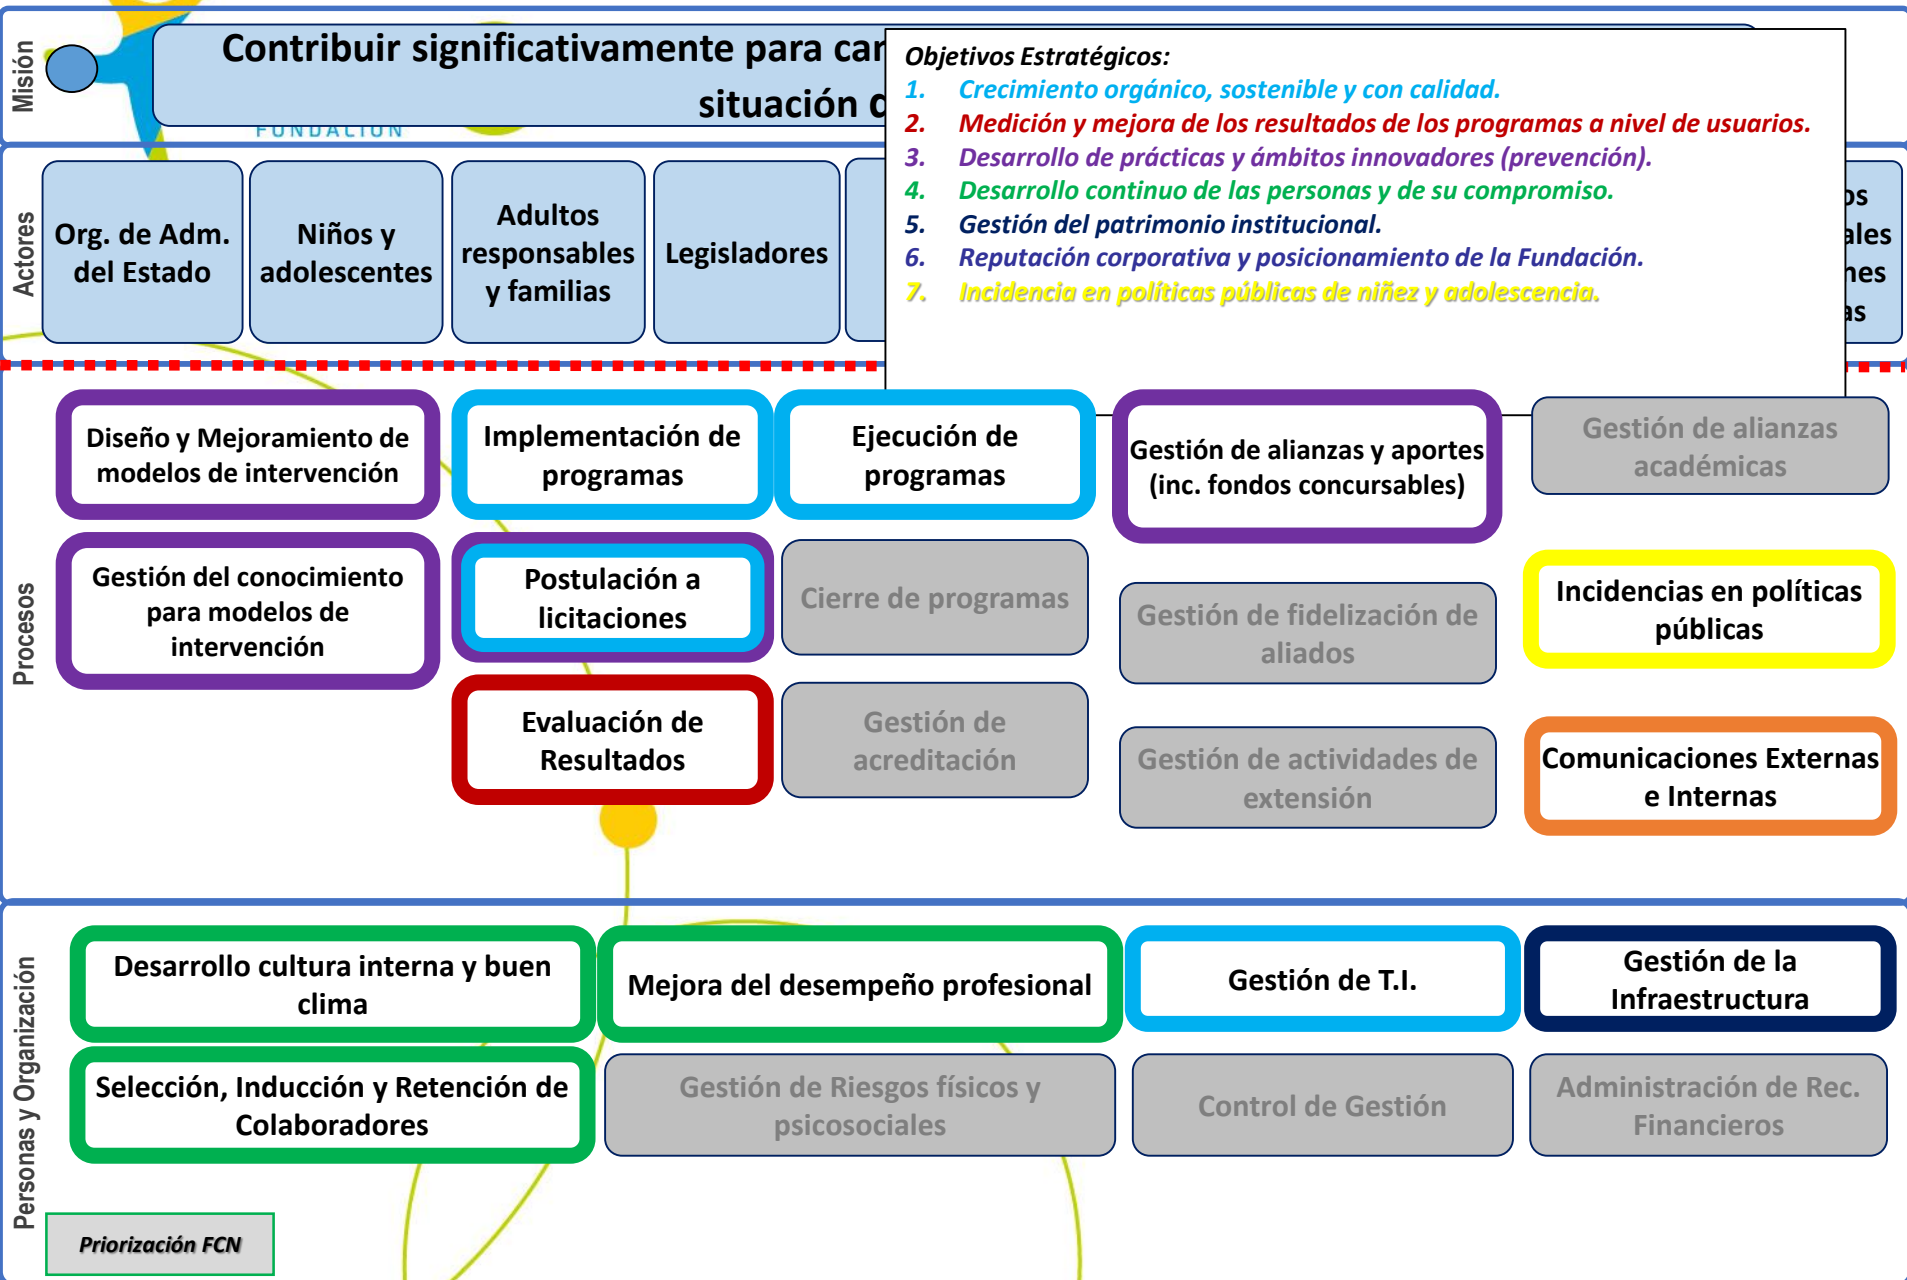 Misión
Contribuir significativamente para
situación
FUNDACIÓN
Objetivos Estratégicos:
1. Crecimiento orgánico, sostenible y con calidad.
2. Medición y mejora de los resultados de los programas a nivel de usuarios.
3. Desarrollo de prácticas y ámbitos innovadores (prevención).
4. Desarrollo continuo de las personas y de su compromiso.
5. Gestión del patrimonio institucional.
6. Reputación corporativa y posicionamiento de la Fundación.
7. Incidencia en políticas públicas de niñez y adolescencia.
Actores
Org. de Adm.
del Estado
Niños y
adolescentes
Adultos
responsables
y familias
Legisladores
Procesos
Diseño y Mejoramiento de
modelos de intervención
Implementación de
programas
Ejecución de
programas
Gestión de alianzas y aportes
(inc. fondos concursables)
Gestión de alianzas
académicas
Gestión del conocimiento
para modelos de
intervención
Postulación a
licitaciones
Cierre de programas
Gestión de fidelización de
aliados
Incidencias en políticas
públicas
Evaluación de
Resultados
Gestión de
acreditación
Gestión de actividades de
extensión
Comunicaciones Externas
e Internas
Personas y Organización
Desarrollo cultura interna y buen
clima
Mejora del desempeño profesional
Gestión de T.I.
Gestión de la
Infraestructura
Selección, Inducción y Retención de
Colaboradores
Gestión de Riesgos físicos y
psicosociales
Control de Gestión
Administración de Rec.
Financieros
Priorización FCN